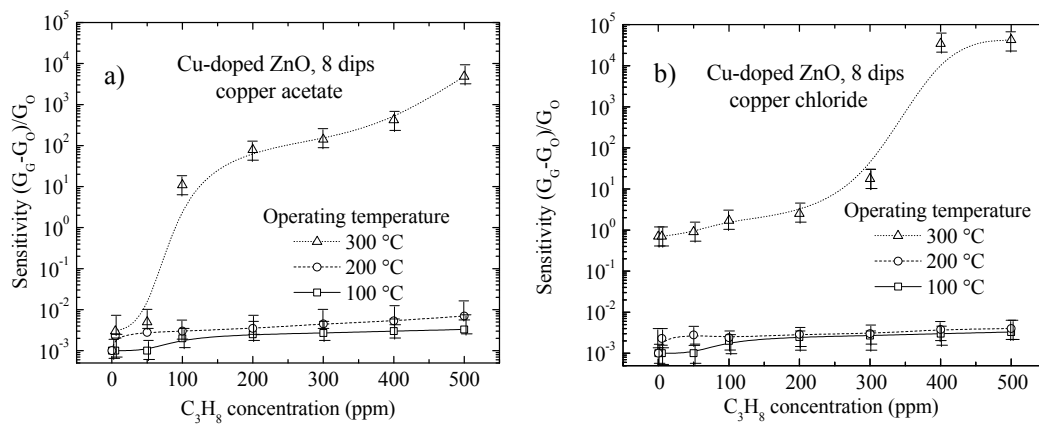 a)
Cu-doped ZnO, 8 dips
copper acetate
Operating temperature
300 °C
200 °C
100 °C
Sensitivity (G_G-G_O)/G_O
10^5
10^4
10^3
10^2
10^1
10^0
10^-1
10^-2
10^-3
0 100 200 300 400 500
C_3H_8 concentration (ppm)
b)
Cu-doped ZnO, 8 dips
copper chloride
Operating temperature
300 °C
200 °C
100 °C
Sensitivity (G_G-G_O)/G_O
10^5
10^4
10^3
10^2
10^1
10^0
10^-1
10^-2
10^-3
0 100 200 300 400 500
C_3H_8 concentration (ppm)